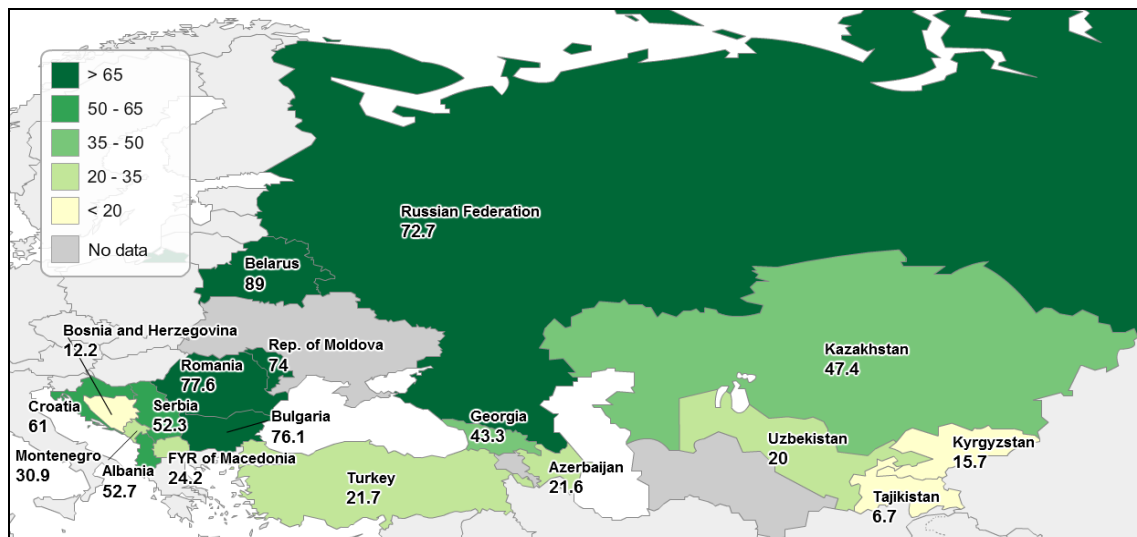 > 65
50 - 65
35 - 50
20 - 35
< 20
No data
Russian Federation
72.7
Belarus
89
Bosnia and Herzegovina
12.2
Rep. of Moldova
74
Romania
77.6
Kazakhstan
47.4
Croatia
61
Serbia
52.3
Bulgaria
76.1
Georgia
43.3
Uzbekistan
20
Kyrgyzstan
15.7
Montenegro
30.9
Albania
52.7
FYR of Macedonia
24.2
Turkey
21.7
Azerbaijan
21.6
Tajikistan
6.7